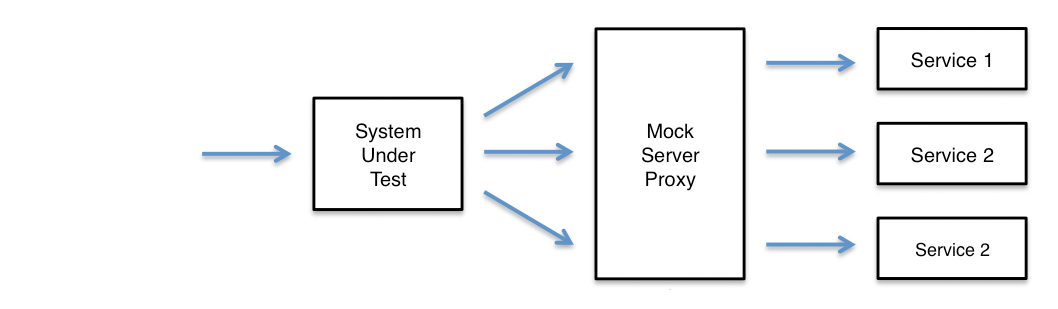 System
Under
Test
Mock
Server
Proxy
Service 1
Service 2
Service 2